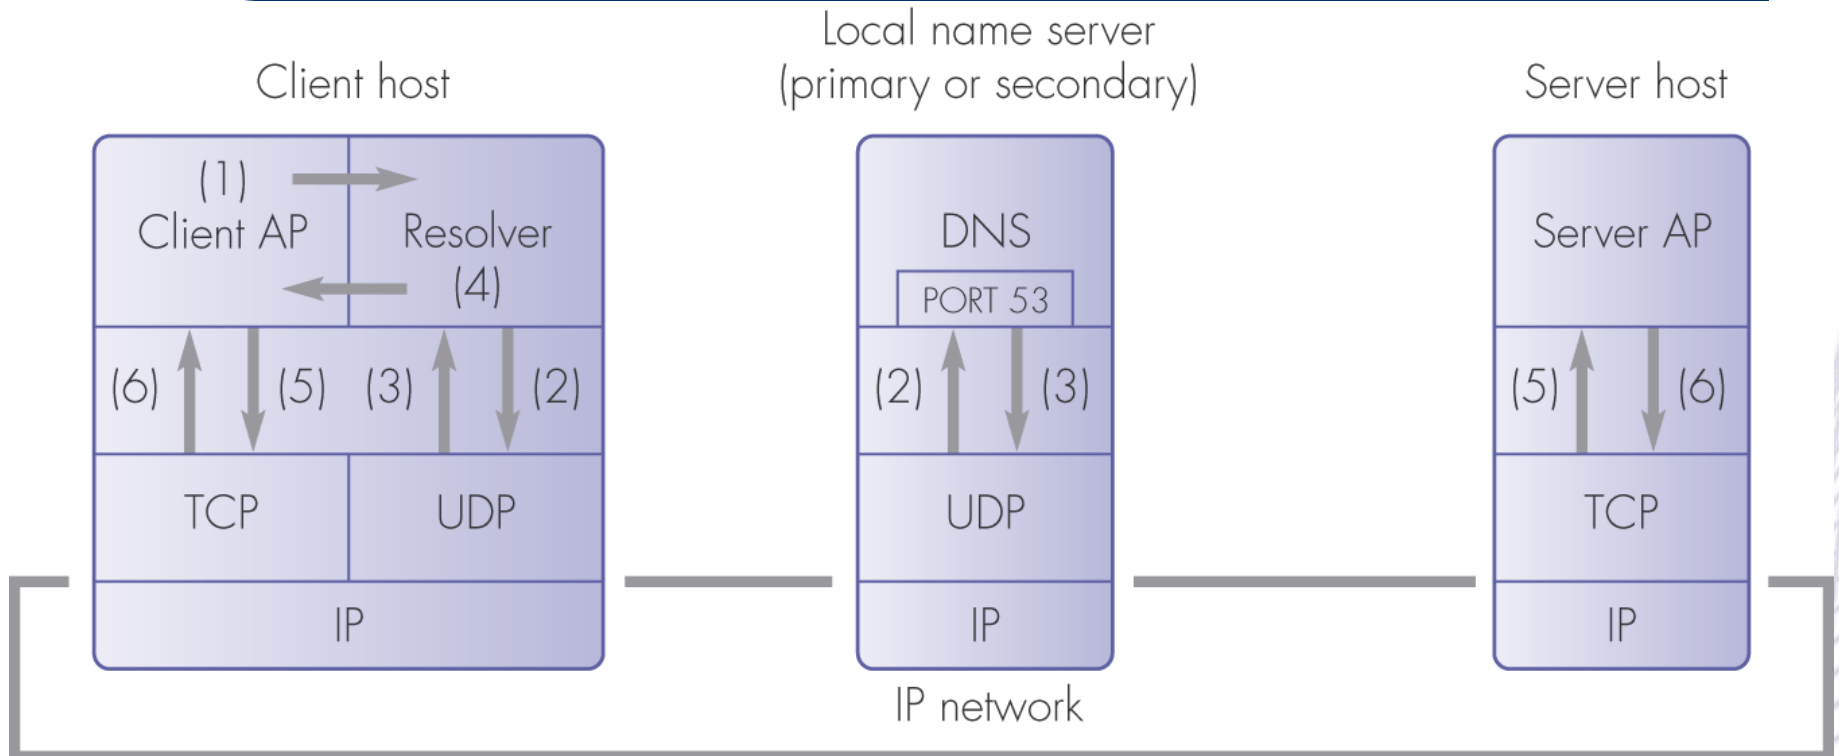 Local name server
Client host
(primary or secondary)
Server host
(1)
Client AP
Resolver
(4)
DNS
PORT 53
Server AP
(6)
(5)
(3)
(2)
(2)
(3)
(5)
(6)
TCP
UDP
UDP
TCP
IP
IP
IP
IP network